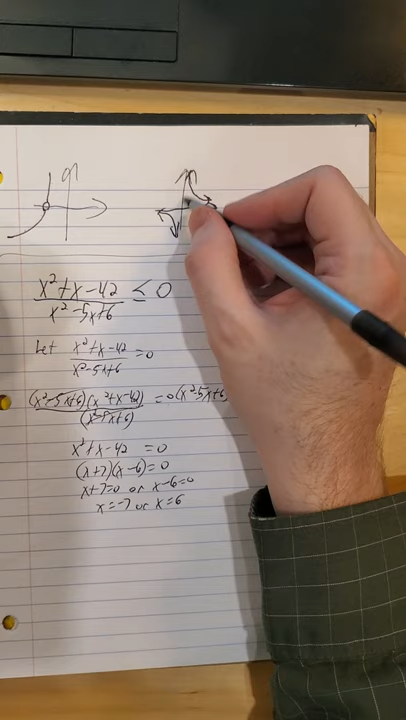 x²+x-42 / x²-5x+6 ≤ 0
Let x²+x-42 / x²-5x+6 = 0
(x²-5x+6)(x²+x-42) / (x²-5x+6) = 0(x²-5x+6)
x²+x-42 = 0
(x+7)(x-6)=0
x+7=0 or x-6=0
x=-7 or x=6